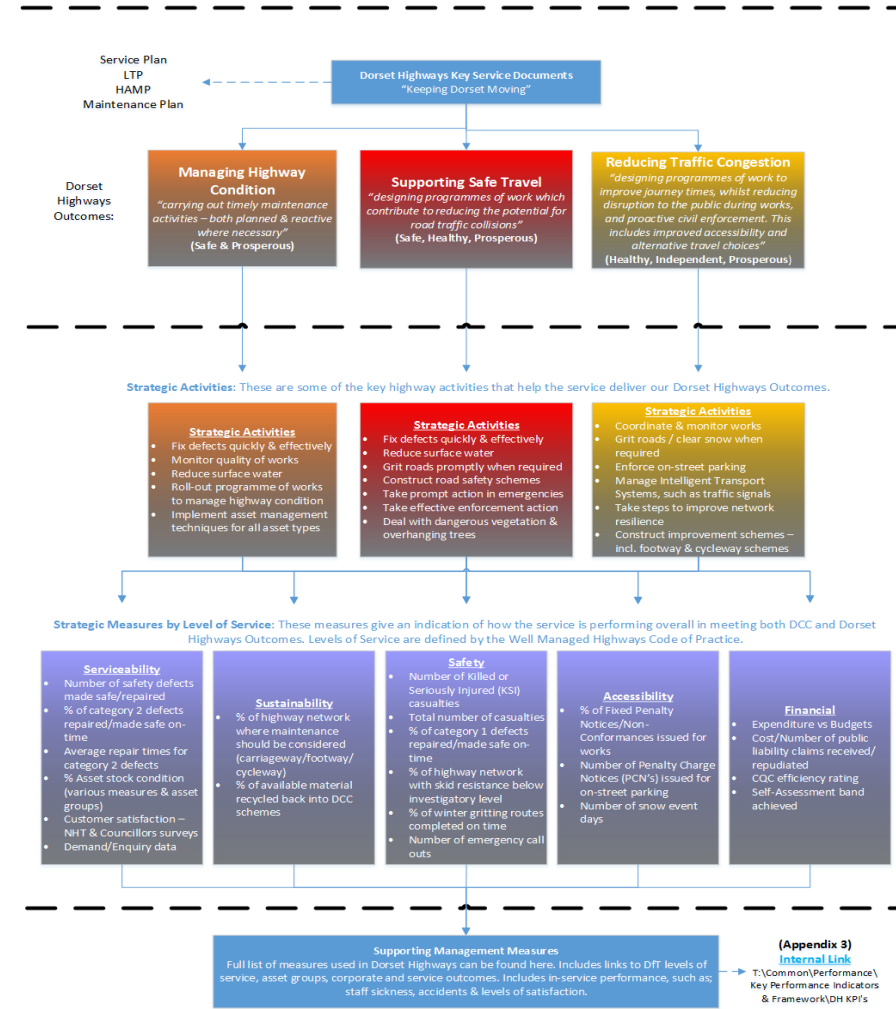 Service Plan
LTP
HAMP
Maintenance Plan
Dorset Highways Key Service Documents
“Keeping Dorset Moving”
Dorset
Highways
Outcomes:
Managing Highway
Condition
“carrying out timely maintenance
activities – both planned & reactive
where necessary”
(Safe & Prosperous)
Supporting Safe Travel
“designing programmes of work which
contribute to reducing the potential for
road traffic collisions”
(Safe, Healthy, Prosperous)
Reducing Traffic Congestion
“designing programmes of work to
improve journey times, whilst reducing
disruption to the public during works,
and proactive civil enforcement. This
includes improved accessibility and
alternative travel choices”
(Healthy, Independent, Prosperous)
Strategic Activities: These are some of the key highway activities that help the service deliver our Dorset Highways Outcomes.
Strategic Activities
• Fix defects quickly & effectively
• Monitor quality of works
• Reduce surface water
• Roll-out programme of works
to manage highway condition
• Implement asset management
techniques for all asset types
Strategic Activities
• Fix defects quickly & effectively
• Reduce surface water
• Grit roads promptly when required
• Construct road safety schemes
• Take prompt action in emergencies
• Take effective enforcement action
• Deal with dangerous vegetation &
overhanging trees
Strategic Activities
• Coordinate & monitor works
• Grit roads / clear snow when
required
• Enforce on-street parking
• Manage Intelligent Transport
Systems, such as traffic signals
• Take steps to improve network
resilience
• Construct improvement schemes –
incl. footway & cycleway schemes
Strategic Measures by Level of Service: These measures give an indication of how the service is performing overall in meeting both DCC and Dorset
Highways Outcomes. Levels of Service are defined by the Well Managed Highways Code of Practice.
Serviceability
• Number of safety defects
made safe/repaired
• % of category 2 defects
repaired/made safe on-
time
• Average repair times for
category 2 defects
• % Asset stock condition
(various measures & asset
groups)
• Customer satisfaction –
NHT & Councillors surveys
• Demand/Enquiry data
Sustainability
• % of highway network
where maintenance
should be considered
(carriageway/footway/
cycleway)
• % of available material
recycled back into DCC
schemes
Safety
• Number of Killed or
Seriously Injured (KSI)
casualties
• Total number of casualties
• % of category 1 defects
repaired/made safe on-
time
• % of highway network
with skid resistance below
investigatory level
• % of winter gritting routes
completed on time
• Number of emergency call
outs
Accessibility
• % of Fixed Penalty
Notices/Non-
Conformances issued for
works
• Number of Penalty Charge
Notices (PCN’s) issued for
on-street parking
• Number of snow event
days
Financial
• Expenditure vs Budgets
• Cost/Number of public
liability claims received/
repudiated
• CQC efficiency rating
• Self-Assessment band
achieved
Supporting Management Measures
Full list of measures used in Dorset Highways can be found here. Includes links to DfT levels of
service, asset groups, corporate and service outcomes. Includes in-service performance, such as;
staff sickness, accidents & levels of satisfaction.
(Appendix 3)
Internal Link
T:\Common\Performance\
Key Performance Indicators
& Framework\DH KPI's